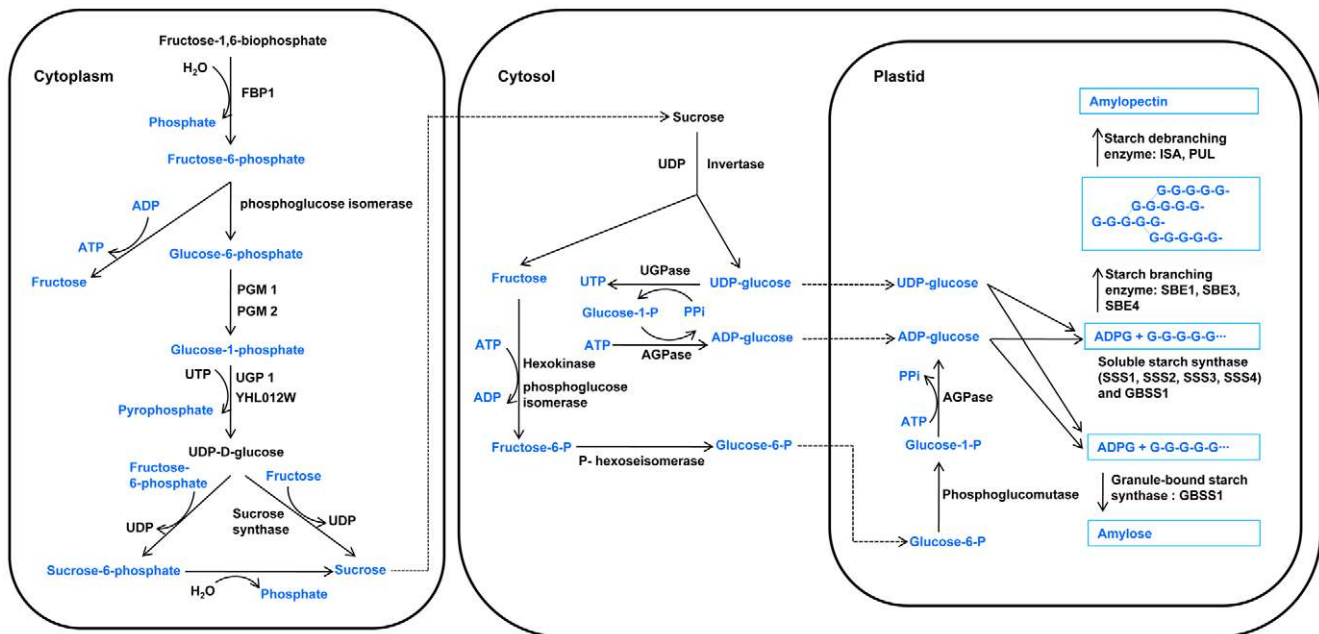 Cytoplasm
Fructose-1,6-biophosphate
H₂O
FBP1
Phosphate
Fructose-6-phosphate
ADP
phosphoglucose isomerase
ATP
Glucose-6-phosphate
Fructose
PGM 1
PGM 2
Glucose-1-phosphate
UTP
UGP 1
YHL012W
Pyrophosphate
UDP-D-glucose
Fructose-
6-phosphate
Fructose
UDP
Sucrose
synthase
UDP
Sucrose-6-phosphate
Sucrose
H₂O
Phosphate
Cytosol
Sucrose
UDP
Invertase
Fructose
UTP
UGPase
UDP-glucose
Glucose-1-P
PPi
ATP
AGPase
ADP-glucose
ATP
Hexokinase
phosphoglucose
isomerase
ADP
Fructose-6-P
P- hexoseisomerase
Glucose-6-P
Plastid
UDP-glucose
ADP-glucose
PPi
AGPase
ATP
Glucose-1-P
Phosphoglucomutase
Glucose-6-P
Amylopectin
Starch debranching
enzyme: ISA, PUL
G-G-G-G-G-
G-G-G-G-G-
G-G-G-G-G-
G-G-G-G-G-
Starch branching
enzyme: SBE1, SBE3,
SBE4
ADPG + G-G-G-G-G···
Soluble starch synthase
(SSS1, SSS2, SSS3, SSS4)
and GBSS1
ADPG + G-G-G-G-G···
Granule-bound starch
synthase : GBSS1
Amylose